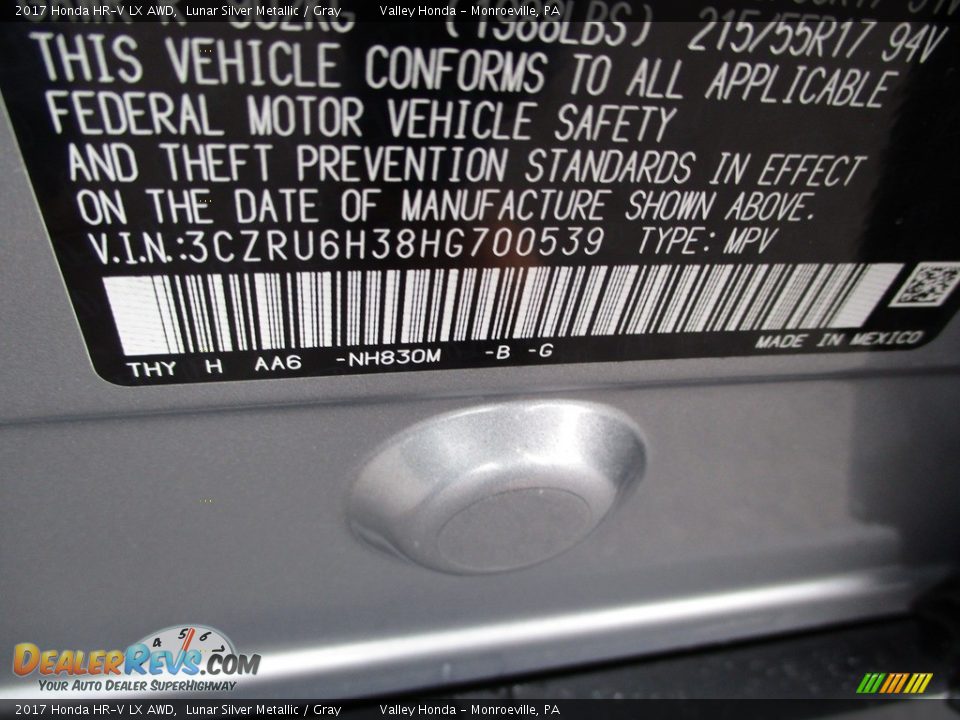 2017 Honda HR-V LX AWD, Lunar Silver Metallic / Gray Valley Honda - Monroeville, PA
215/55R17 94V
THIS VEHICLE CONFORMS TO ALL APPLICABLE
FEDERAL MOTOR VEHICLE SAFETY
AND THEFT PREVENTION STANDARDS IN EFFECT
ON THE DATE OF MANUFACTURE SHOWN ABOVE.
V.I.N.:3CZRU6H38HG700539 TYPE: MPV
THY H AA6 -NH830M -B -G
MADE IN MEXICO
4 5 6
DEALERREVS.COM
YOUR AUTO DEALER SUPERHIGHWAY
2017 Honda HR-V LX AWD, Lunar Silver Metallic / Gray Valley Honda - Monroeville, PA